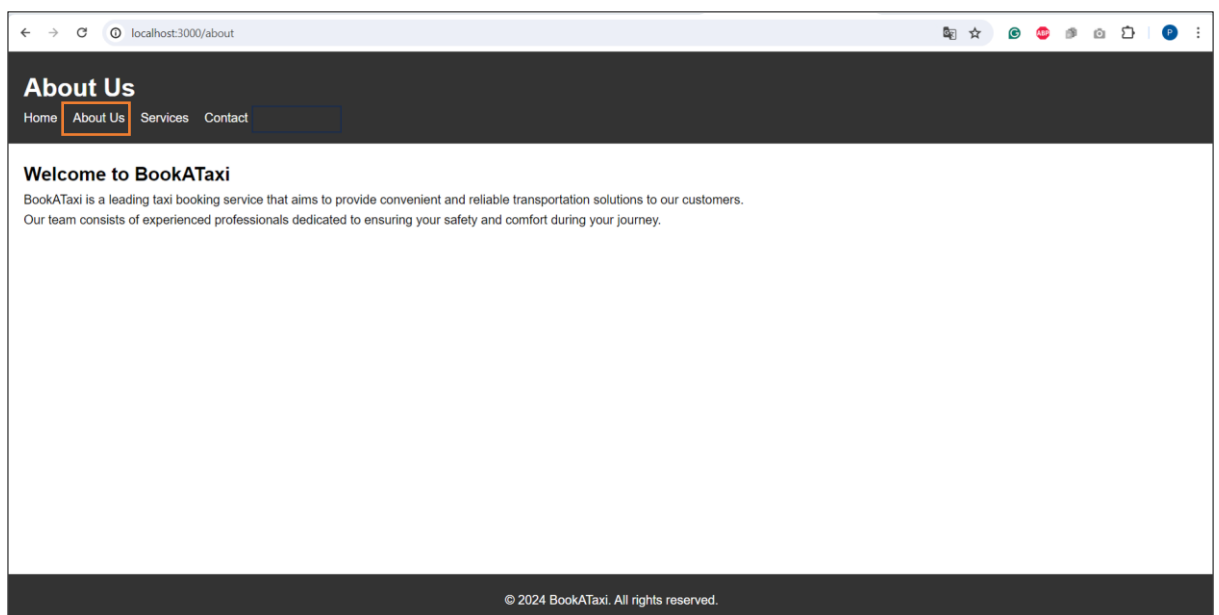 localhost:3000/about
ABP
P
About Us
Home About Us Services Contact
Welcome to BookATaxi
BookATaxi is a leading taxi booking service that aims to provide convenient and reliable transportation solutions to our customers.
Our team consists of experienced professionals dedicated to ensuring your safety and comfort during your journey.
© 2024 BookATaxi. All rights reserved.